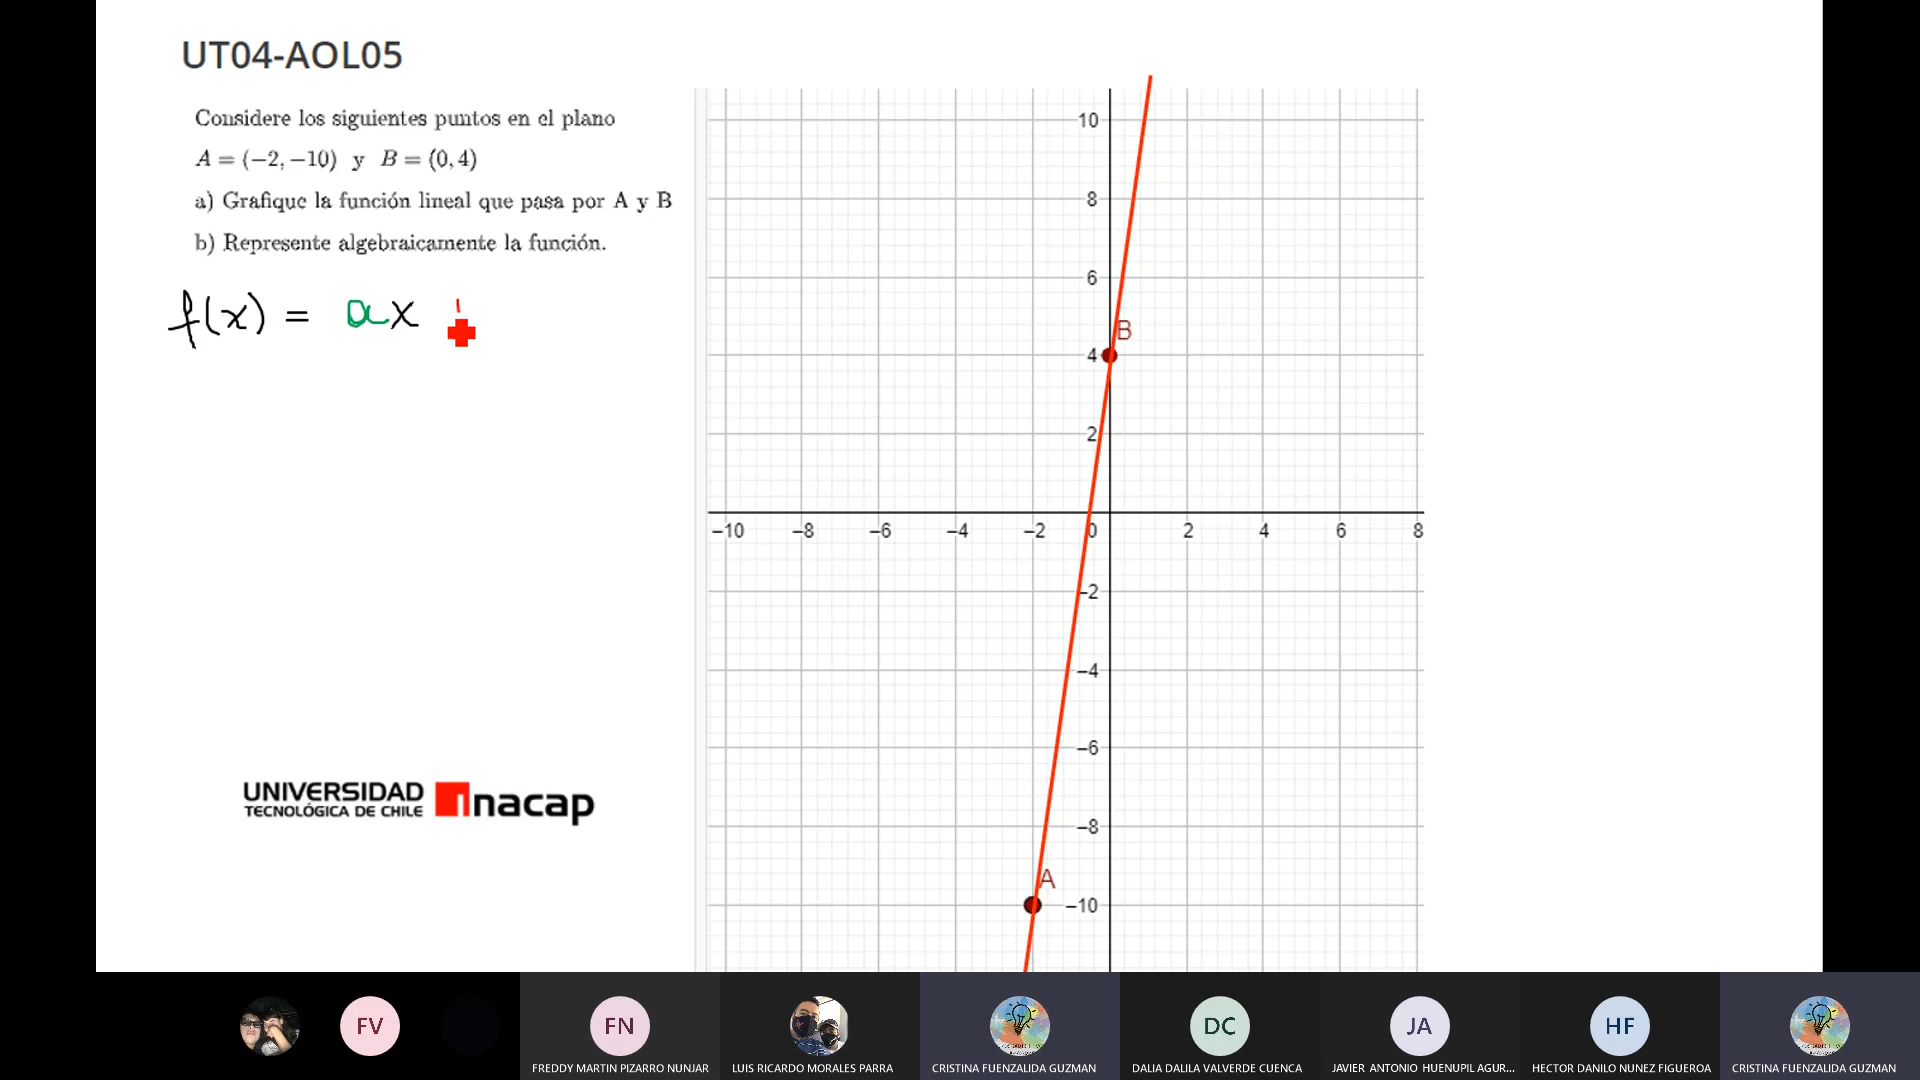 UT04-AOL05
Considere los siguientes puntos en el plano
A = (−2, −10) y B = (0, 4)
a) Grafique la función lineal que pasa por A y B
b) Represente algebraicamente la función.
f(x) = ax
10
8
6
B
4
2
−10 −8 −6 −4 −2 0 2 4 6 8
−2
−4
−6
−8
A
−10
UNIVERSIDAD
TECNOLÓGICA DE CHILE
inacap
FV
FN
DC
JA
HF
FREDDY MARTIN PIZARRO NUNJAR
LUIS RICARDO MORALES PARRA
CRISTINA FUENZALIDA GUZMAN
DALIA DALILA VALVERDE CUENCA
JAVIER ANTONIO HUENUPIL AGUR...
HECTOR DANILO NUNEZ FIGUEROA
CRISTINA FUENZALIDA GUZMAN